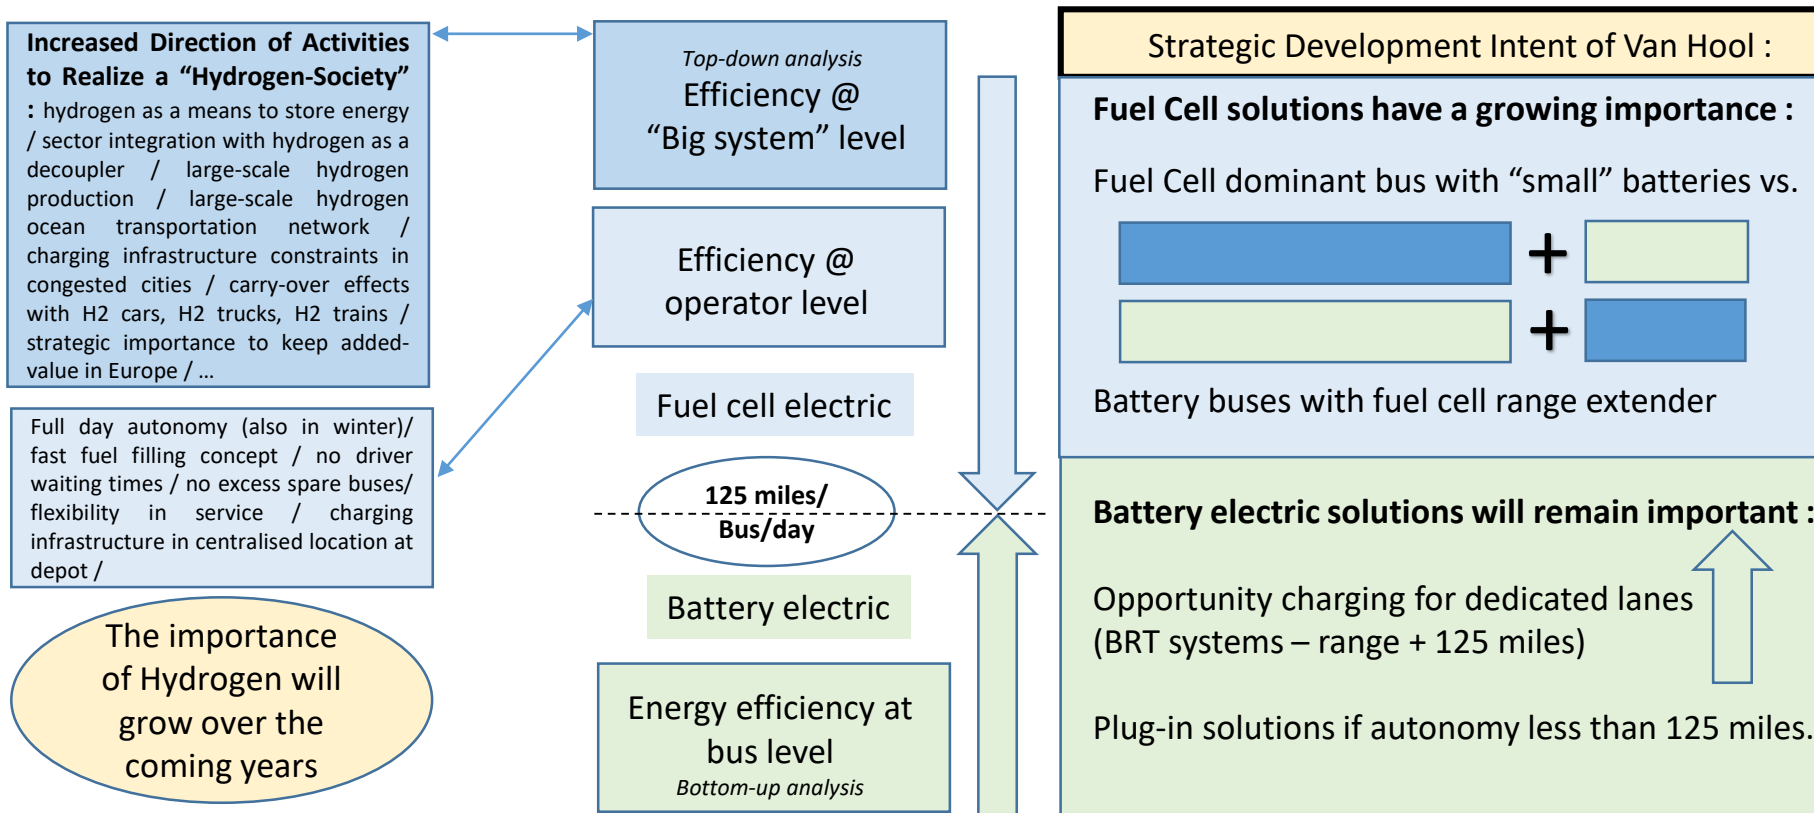 Increased Direction of Activities
to Realize a “Hydrogen-Society”
: hydrogen as a means to store energy
/ sector integration with hydrogen as a
decoupler / large-scale hydrogen
production / large-scale hydrogen
ocean transportation network /
charging infrastructure constraints in
congested cities / carry-over effects
with H2 cars, H2 trucks, H2 trains /
strategic importance to keep added-
value in Europe / ...
Full day autonomy (also in winter)/
fast fuel filling concept / no driver
waiting times / no excess spare buses/
flexibility in service / charging
infrastructure in centralised location at
depot /
The importance
of Hydrogen will
grow over the
coming years
Top-down analysis
Efficiency @
“Big system” level
Efficiency @
operator level
Fuel cell electric
125 miles/
Bus/day
Battery electric
Energy efficiency at
bus level
Bottom-up analysis
Strategic Development Intent of Van Hool :
Fuel Cell solutions have a growing importance :
Fuel Cell dominant bus with “small” batteries vs.
+
+
Battery buses with fuel cell range extender
Battery electric solutions will remain important :
Opportunity charging for dedicated lanes
(BRT systems – range + 125 miles)
Plug-in solutions if autonomy less than 125 miles.